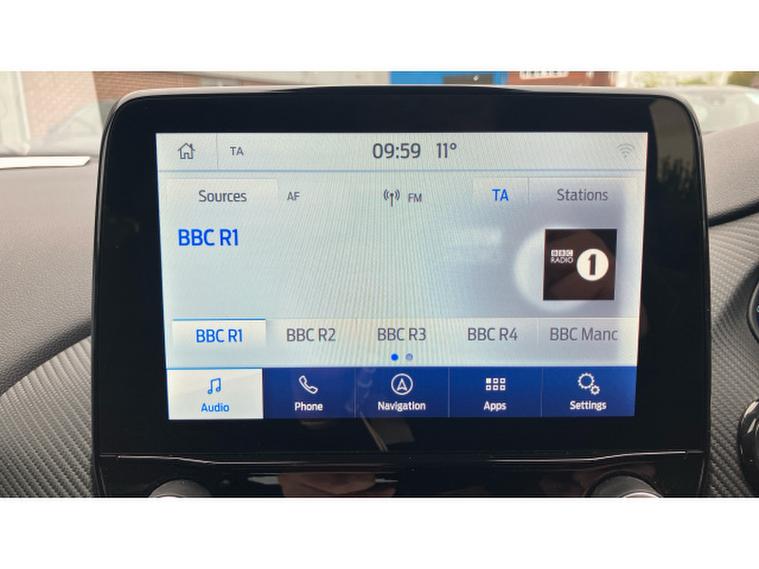 TA 09:59 11°
Sources AF FM TA Stations
BBC R1
BBC RADIO 1
BBC R1 BBC R2 BBC R3 BBC R4 BBC Manc
Audio Phone Navigation Apps Settings